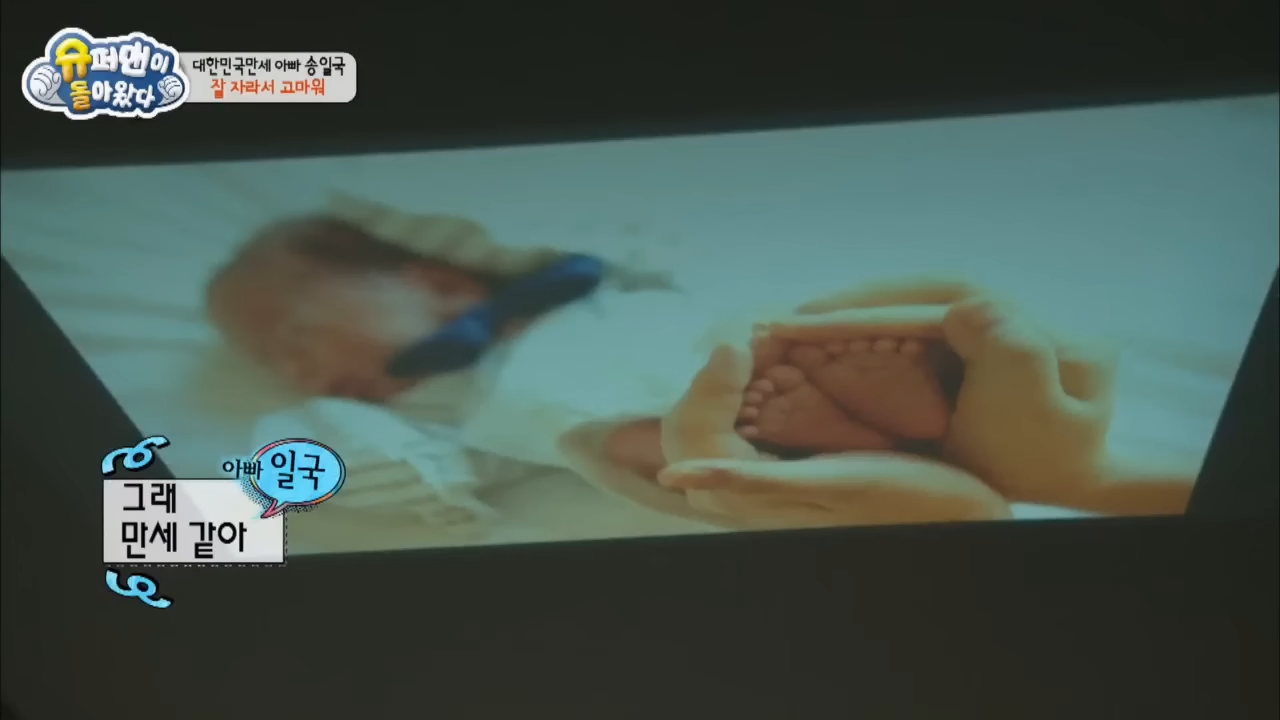 슈퍼맨이
돌아왔다
대한민국만세 아빠 송일국
잘 자라서 고마워
아빠 일국
그래
만세 같아